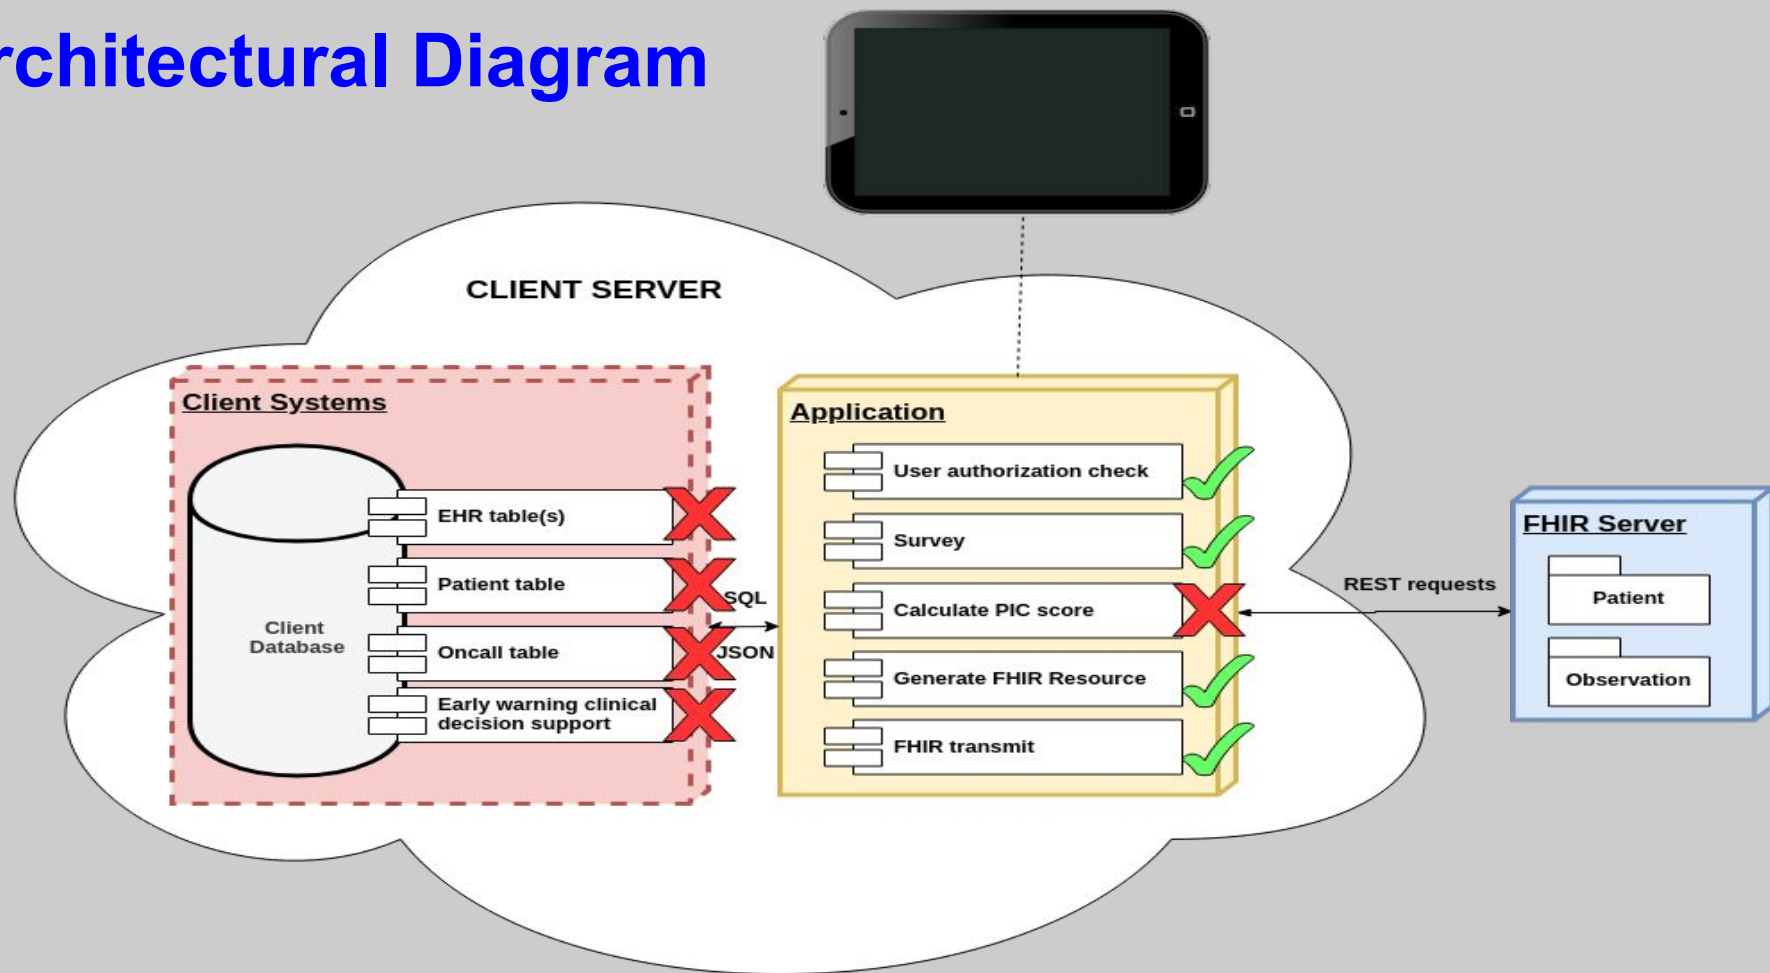 rchitectural Diagram
CLIENT SERVER
Client Systems
Client
Database
EHR table(s)
Patient table
Oncall table
Early warning clinical
decision support
SQL
JSON
Application
User authorization check
Survey
Calculate PIC score
Generate FHIR Resource
FHIR transmit
REST requests
FHIR Server
Patient
Observation